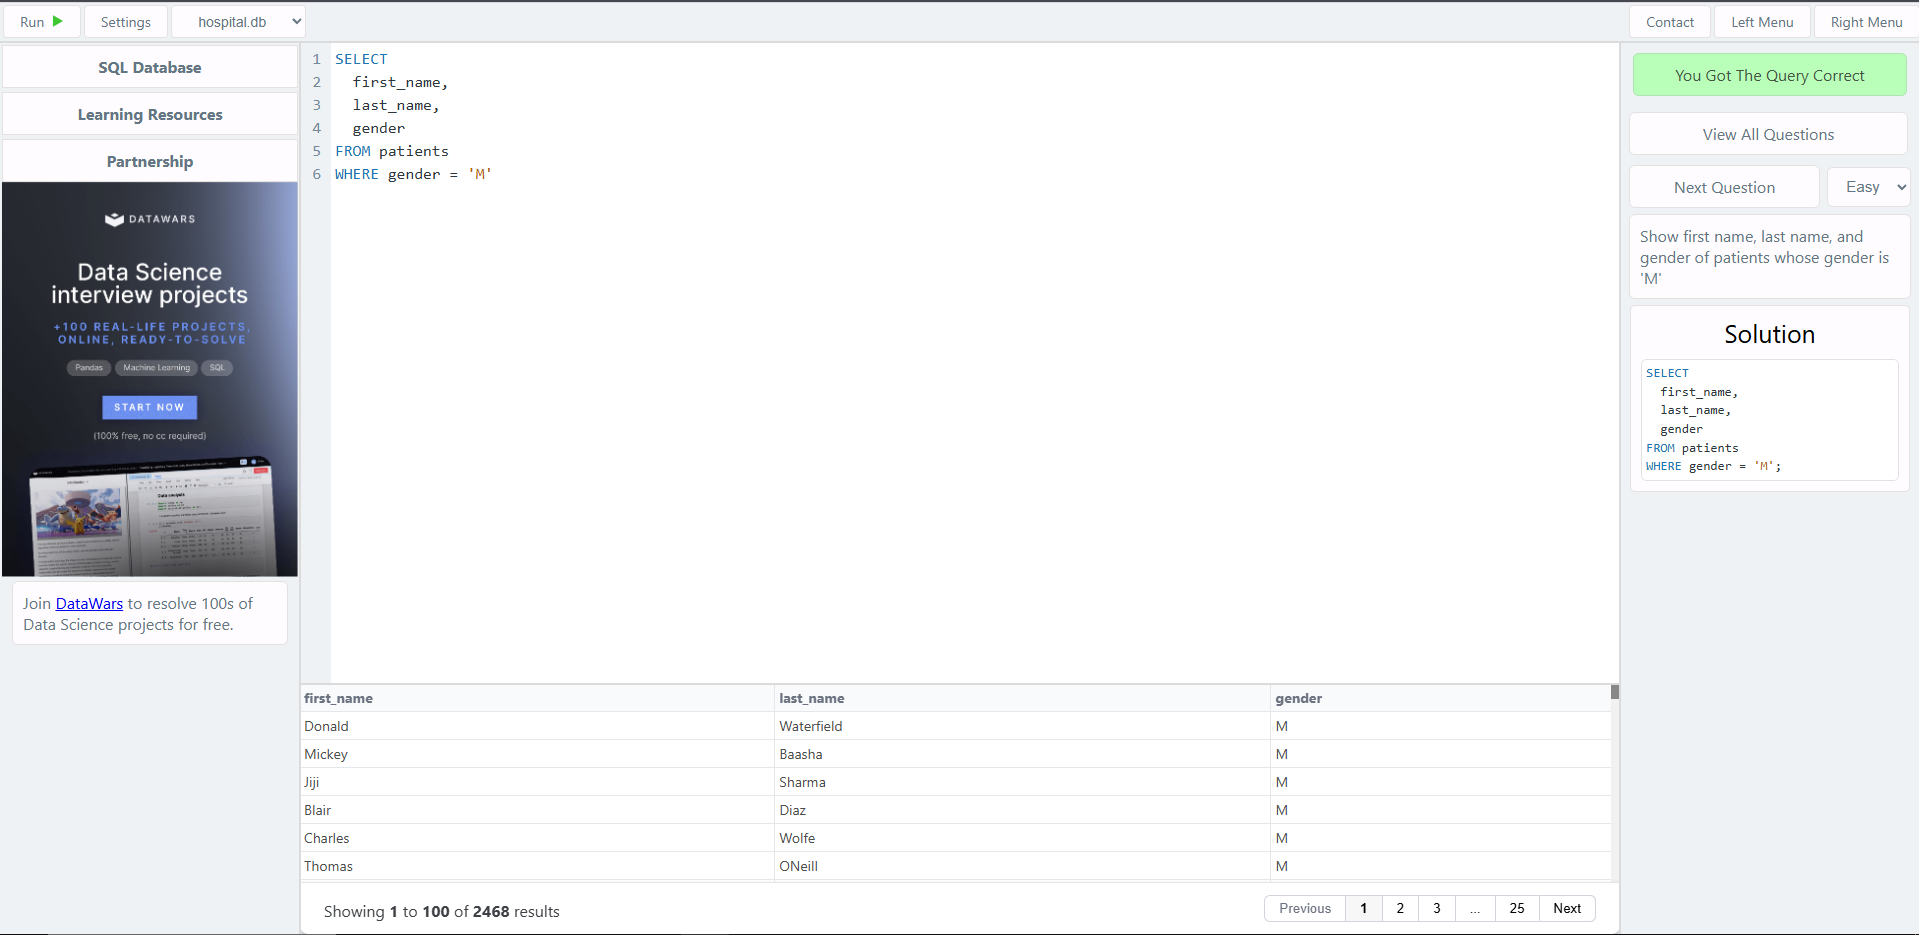 Run
Settings
hospital.db
Contact
Left Menu
Right Menu
SQL Database
Learning Resources
Partnership
DATAWARS
Data Science
interview projects
+100 REAL-LIFE PROJECTS,
ONLINE, READY-TO-SOLVE
Pandas
Machine Learning
SQL
START NOW
(100% free, no cc required)
Data analysis
Join DataWars to resolve 100s of
Data Science projects for free.
1 SELECT
2 first_name,
3 last_name,
4 gender
5 FROM patients
6 WHERE gender = 'M'
first_name last_name gender
Donald Waterfield M
Mickey Baasha M
Jiji Sharma M
Blair Diaz M
Charles Wolfe M
Thomas ONeill M
Showing 1 to 100 of 2468 results
Previous 1 2 3 ... 25 Next
You Got The Query Correct
View All Questions
Next Question
Easy
Show first name, last name, and
gender of patients whose gender is
'M'
Solution
SELECT
first_name,
last_name,
gender
FROM patients
WHERE gender = 'M';